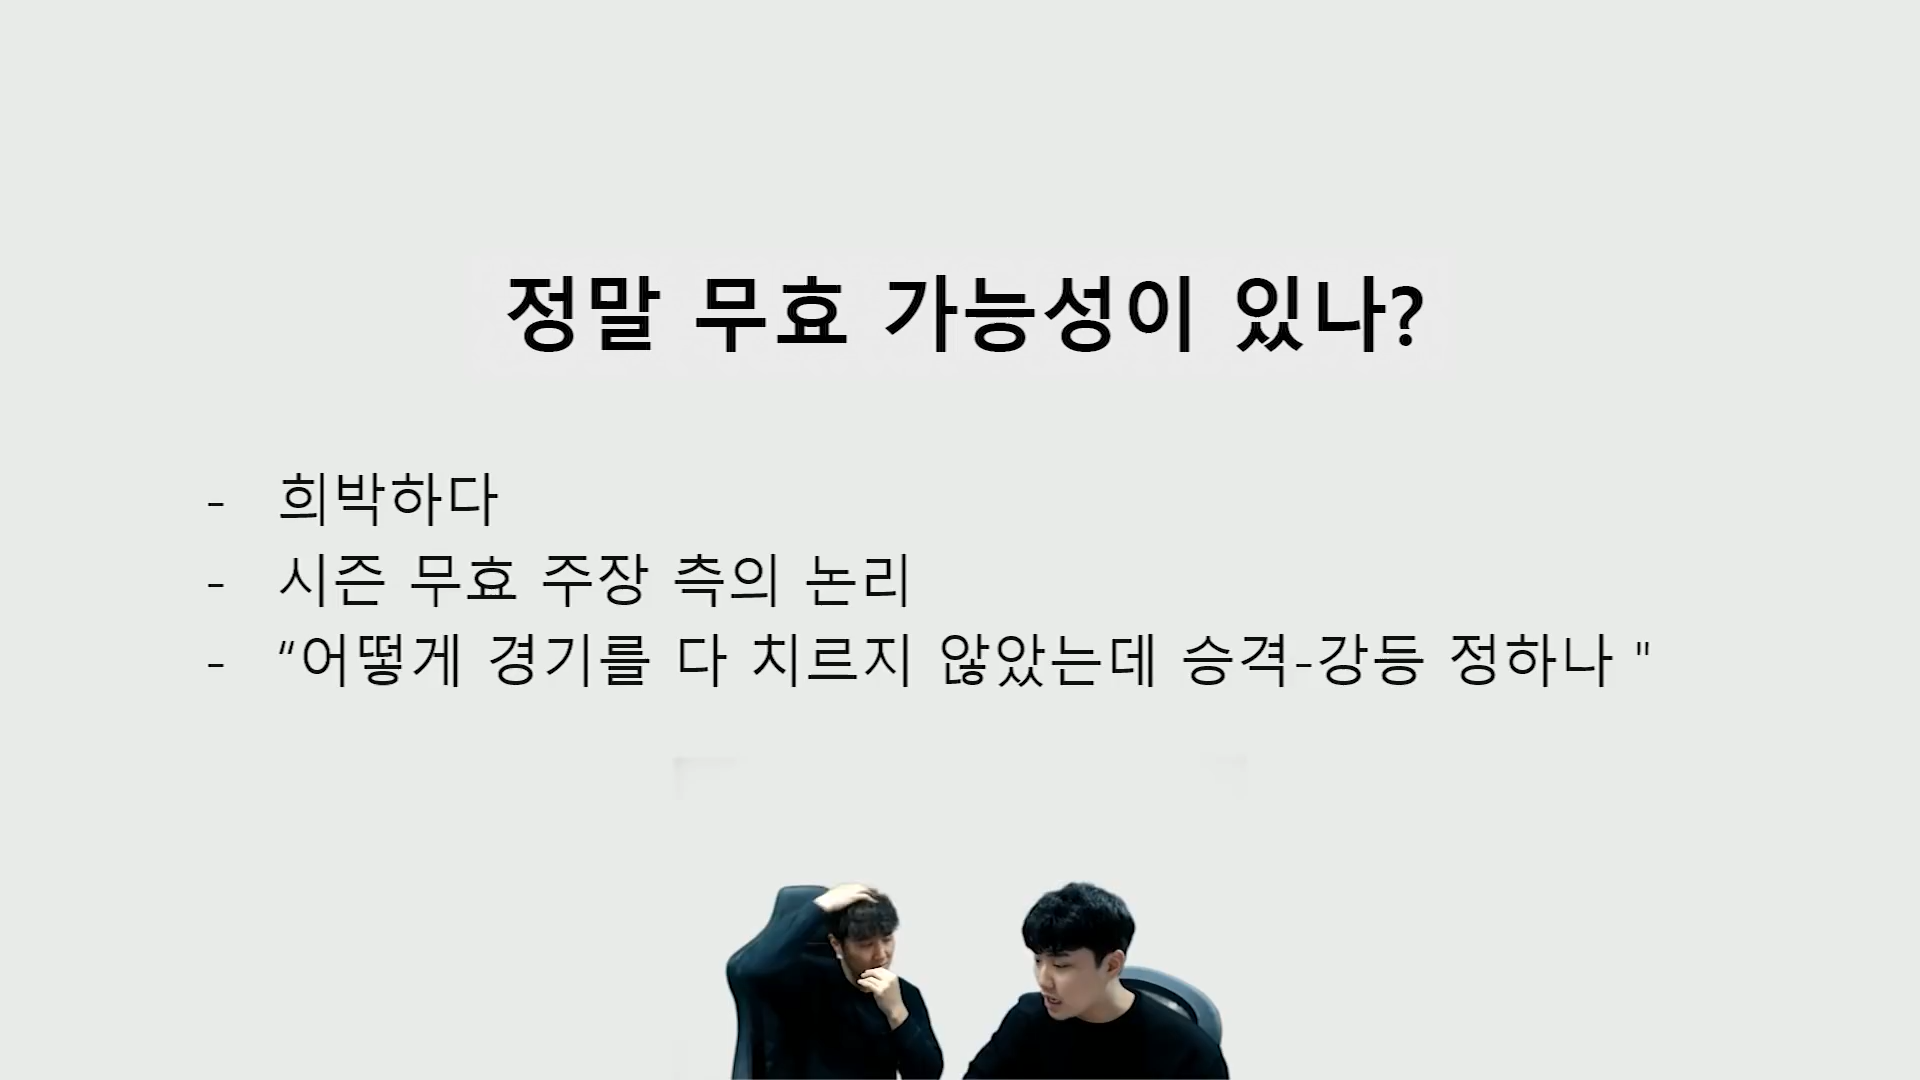 정말 무효 가능성이 있나?
- 희박하다
- 시즌 무효 주장 측의 논리
- “어떻게 경기를 다 치르지 않았는데 승격-강등 정하나 "